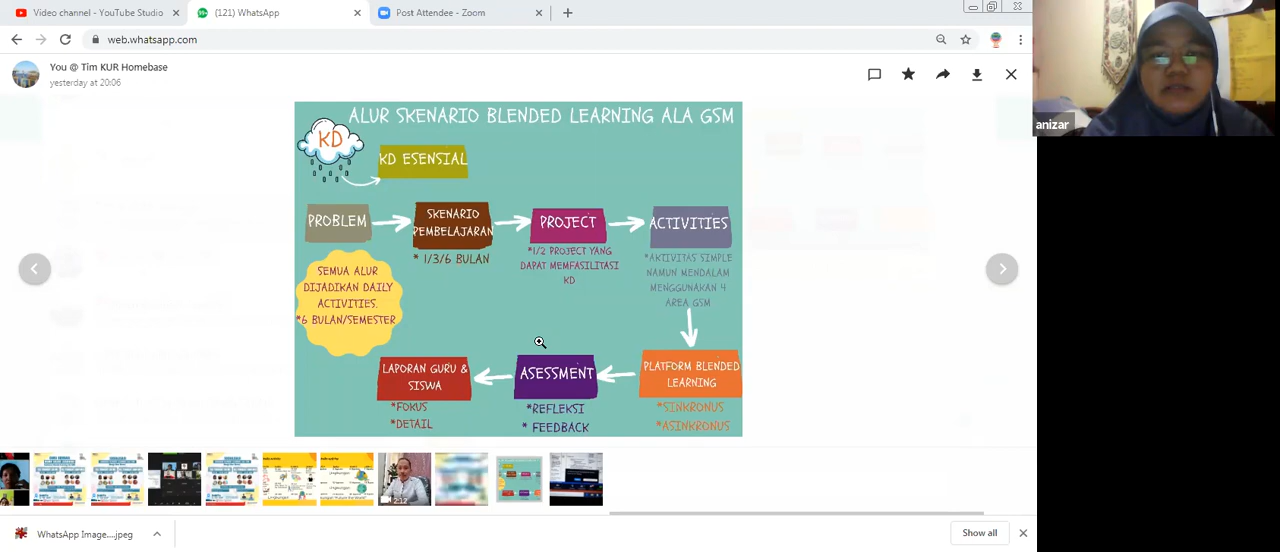 Video channel - YouTube Studio
(121) WhatsApp
Post Attendee - Zoom
web.whatsapp.com
You @ Tim KUR Homebase
yesterday at 20:06
anizar
ALUR SKENARIO BLENDED LEARNING ALA GSM
KD
KD ESENSIAL
PROBLEM
SKENARIO
PEMBELAJARAN
* 1/3/6 BULAN
PROJECT
*1/2 PROJECT YANG
DAPAT MEMFASILITASI
KD
ACTIVITIES
*AKTIVITAS SIMPLE
NAMUN MENDALAM
MENGGUNAKAN 4
AREA GSM
SEMUA ALUR
DIJADIKAN DAILY
ACTIVITIES.
*6 BULAN/SEMESTER
PLATFORM BLENDED
LEARNING
*SINKRONUS
*ASINKRONUS
ASESSMENT
*REFLEKSI
* FEEDBACK
LAPORAN GURU &
SISWA
*FOKUS
*DETAIL
2:12
WhatsApp Image....jpeg
Show all